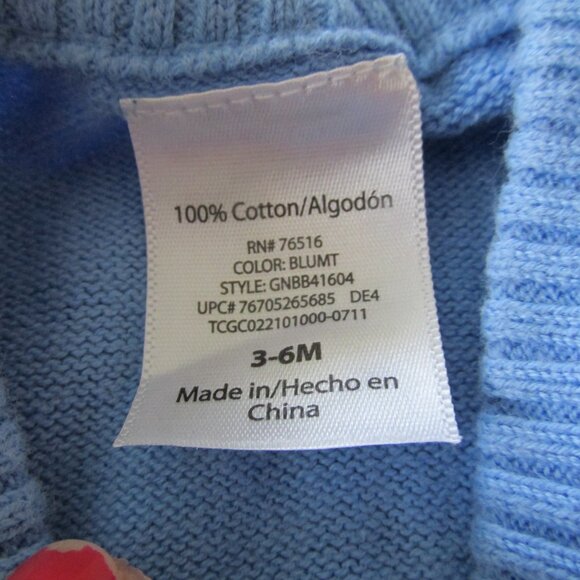 100% Cotton/Algodón
RN# 76516
COLOR: BLUMT
STYLE: GNBB41604
UPC# 76705265685 DE4
TCGC022101000-0711
3-6M
Made in/Hecho en
China